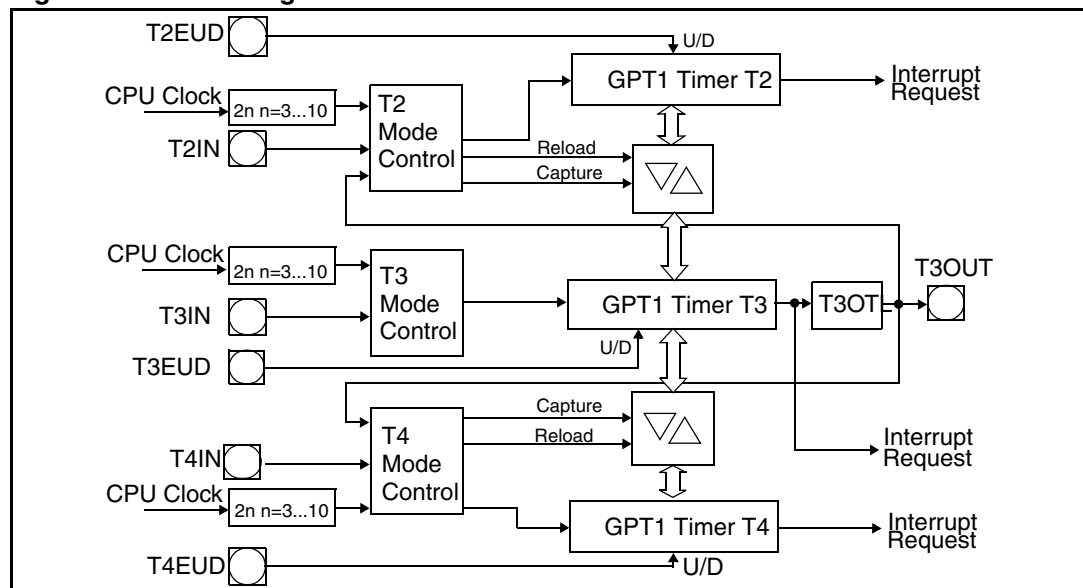 T2EUD
U/D
GPT1 Timer T2
Interrupt
Request
CPU Clock
2n n=3...10
T2
Mode
Control
T2IN
Reload
Capture
CPU Clock
2n n=3...10
T3
Mode
Control
T3IN
GPT1 Timer T3
T3OTL
T3OUT
U/D
T3EUD
Capture
Reload
T4
Mode
Control
T4IN
Interrupt
Request
CPU Clock
2n n=3...10
GPT1 Timer T4
Interrupt
Request
T4EUD
U/D